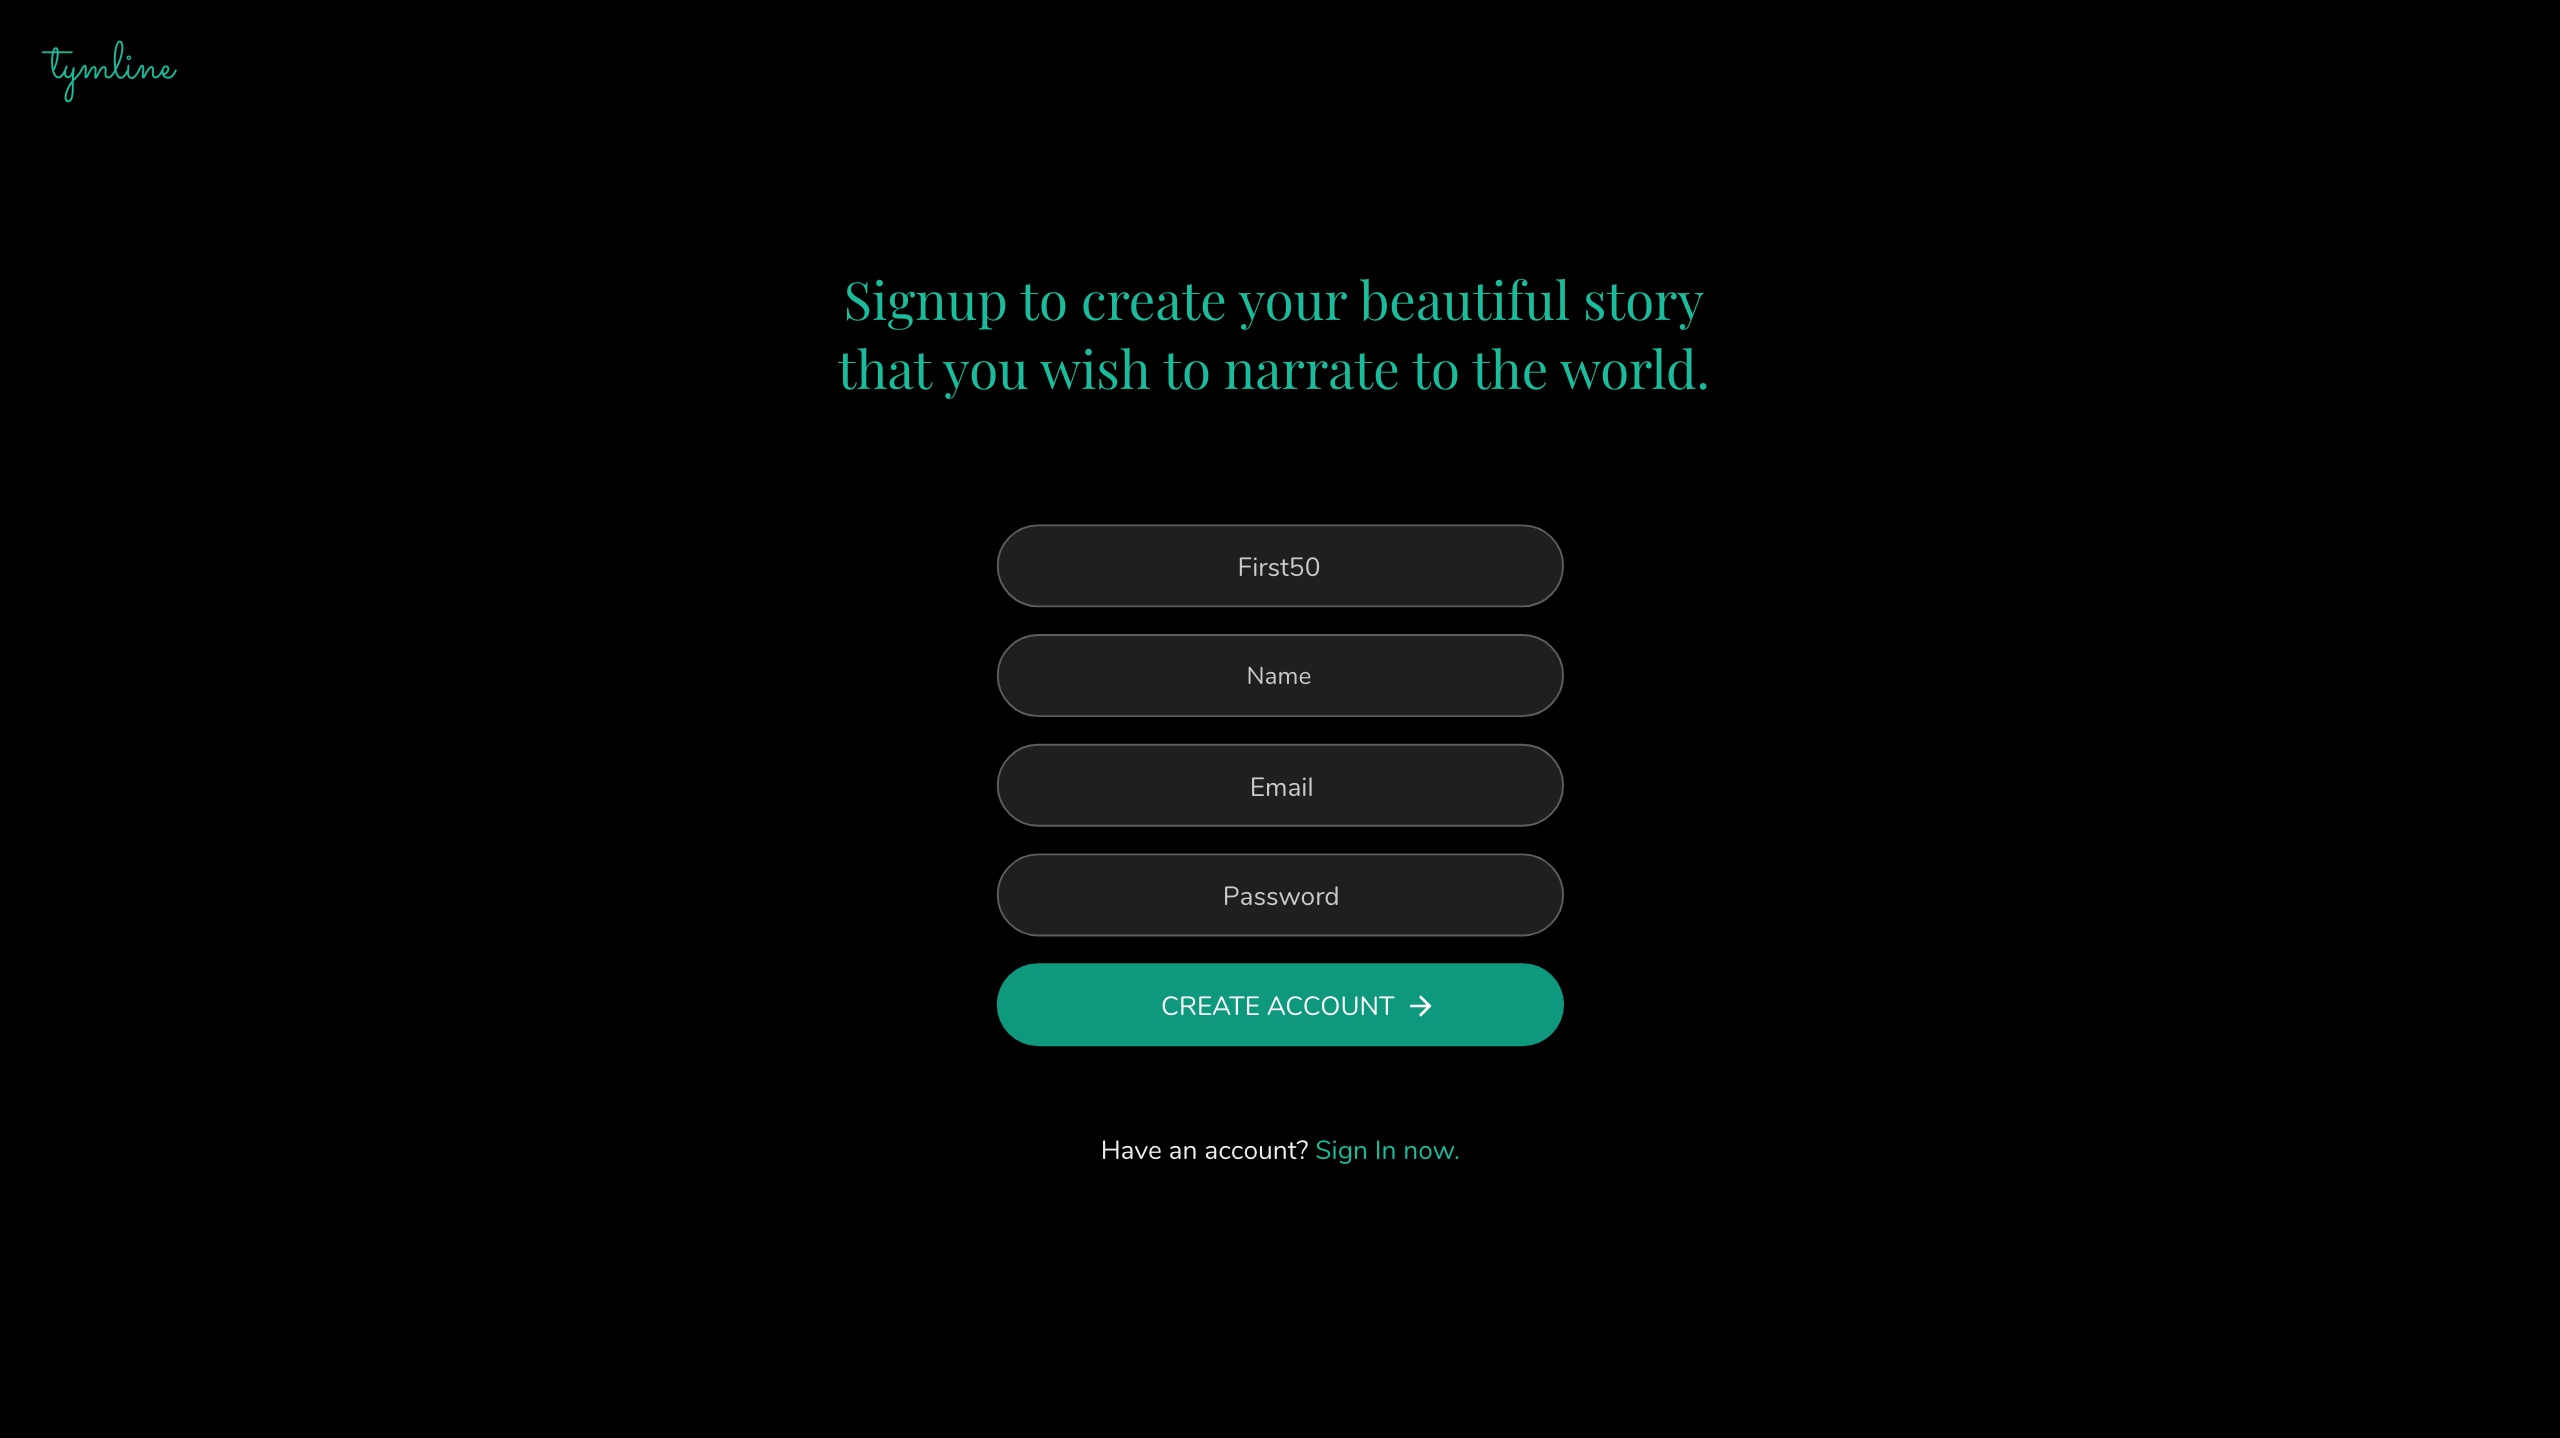 tymline
Signup to create your beautiful story
that you wish to narrate to the world.
First50
Name
Email
Password
CREATE ACCOUNT →
Have an account? Sign In now.